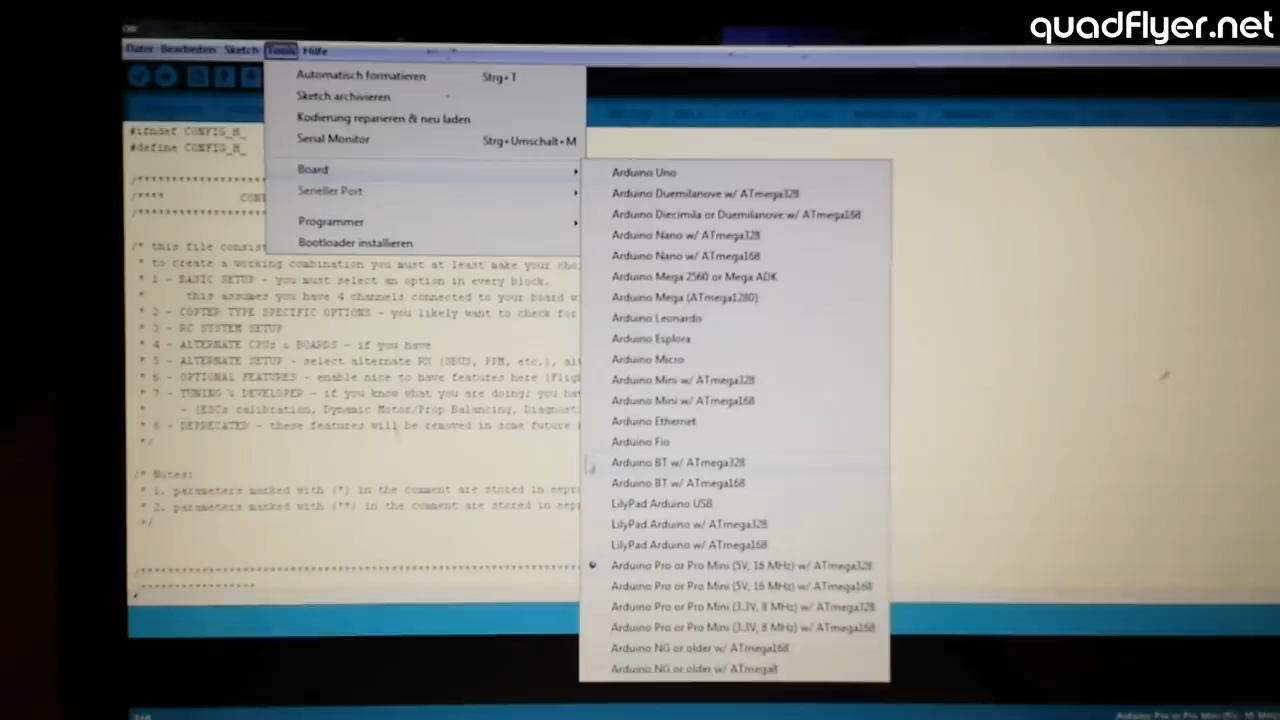 quadflyer.net
Datei Bearbeiten Sketch Tools Hilfe
Automatisch formatieren Strg+T
Sketch archivieren
Kodierung reparieren & neu laden
Serial Monitor Strg+Umschalt+M
Board
Serieller Port
Programmer
Bootloader installieren
Arduino Uno
Arduino Duemilanove w/ ATmega328
Arduino Diecimila or Duemilanove w/ ATmega168
Arduino Nano w/ ATmega328
Arduino Nano w/ ATmega168
Arduino Mega 2560 or Mega ADK
Arduino Mega (ATmega1280)
Arduino Leonardo
Arduino Esplora
Arduino Micro
Arduino Mini w/ ATmega328
Arduino Mini w/ ATmega168
Arduino Ethernet
Arduino Fio
Arduino BT w/ ATmega328
Arduino BT w/ ATmega168
LilyPad Arduino USB
LilyPad Arduino w/ ATmega328
LilyPad Arduino w/ ATmega168
Arduino Pro or Pro Mini (5V, 16 MHz) w/ ATmega328
Arduino Pro or Pro Mini (5V, 16 MHz) w/ ATmega168
Arduino Pro or Pro Mini (3.3V, 8 MHz) w/ ATmega328
Arduino Pro or Pro Mini (3.3V, 8 MHz) w/ ATmega168
Arduino NG or older w/ ATmega168
Arduino NG or older w/ ATmega8
#ifndef CONFIG_H_
#define CONFIG_H_
/****
/* this file consist
* to create a working combination you must at least make your
* 1 - BASIC SETUP - you must select an option in every block.
* this assumes you have 4 channels connected to your board
* 2 - COPTER TYPE SPECIFIC OPTIONS - you likely want to check for
* 3 - RC SYSTEM SETUP
* 4 - ALTERNATE CPUs & BOARDS - if you have
* 5 - ALTERNATE SETUP - select alternate RX (SBUS, PPM, etc.),
* 6 - OPTIONAL FEATURES - enable nice to have features here
* 7 - TUNING & DEVELOPER - if you know what you are doing; you
* - (ESCs calibration, Dynamic Motor/Prop Balancing,
* 8 - DEPRECATED - these features will be removed in some future
*/
/* Notes:
* 1. parameters marked with (*) in the comment are stored in
* 2. parameters marked with (**) in the comment are stored in
*/